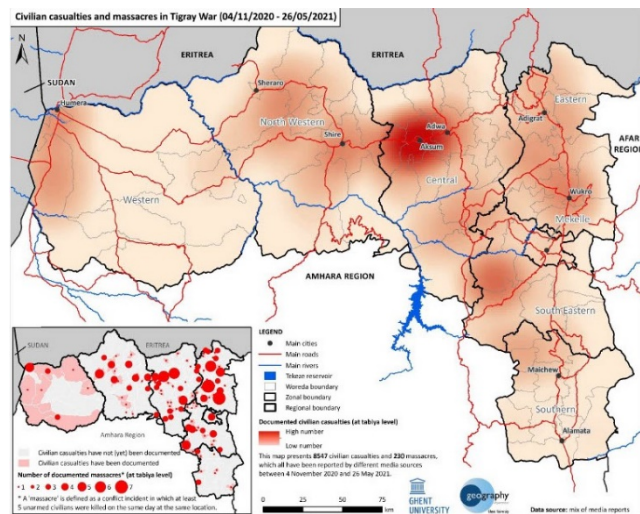 Civilian casualties and massacres in Tigray War (04/11/2020 - 26/05/2021)
N
ERITREA
ERITREA
SUDAN
Humera
Sheraro
North Western
Shire
Adwa
Aksum
Central
Eastern
Adigrat
AFAR
REGION
Wukro
Mekelle
Western
AMHARA REGION
South Eastern
Maichew
Southern
Alamata
LEGEND
Main cities
Main roads
Main rivers
Tekeze reservoir
Woreda boundary
Zonal boundary
Regional boundary
Documented civilian casualties (at tabiya level)
High number
Low number
This map presents 8547 civilian casualties and 230 massacres,
which all have been reported by different media sources
between 4 November 2020 and 26 May 2021.
0 25 50 75
km
GHENT
UNIVERSITY
geography
Data source: mix of media reports
SUDAN
ERITREA
Amhara Region
Civilian casualties have not (yet) been documented
Civilian casualties have been documented
Number of documented massacres* (at tabiya level)
1 2 3 4 5 6 7
* A 'massacre' is defined as a conflict incident in which at least
5 unarmed civilians were killed on the same day at the same location.